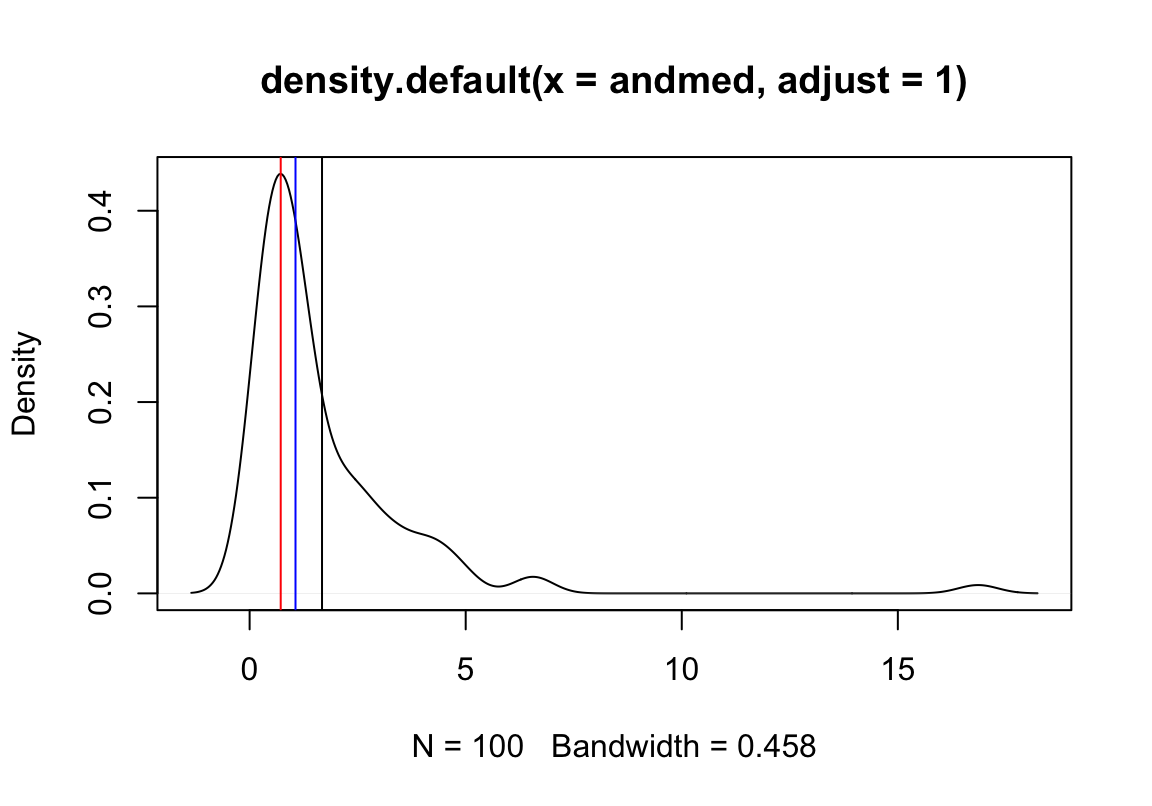 density.default(x = andmed, adjust = 1)
Density
0.4
0.3
0.2
0.1
0.0
0 5 10 15
N = 100 Bandwidth = 0.458